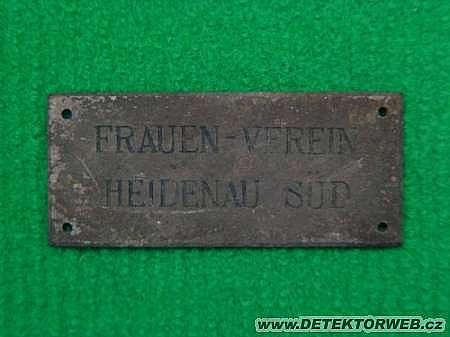 FRAUEN-VEREIN
HEIDENAU SÜD
www.DETEKTORWEB.cz